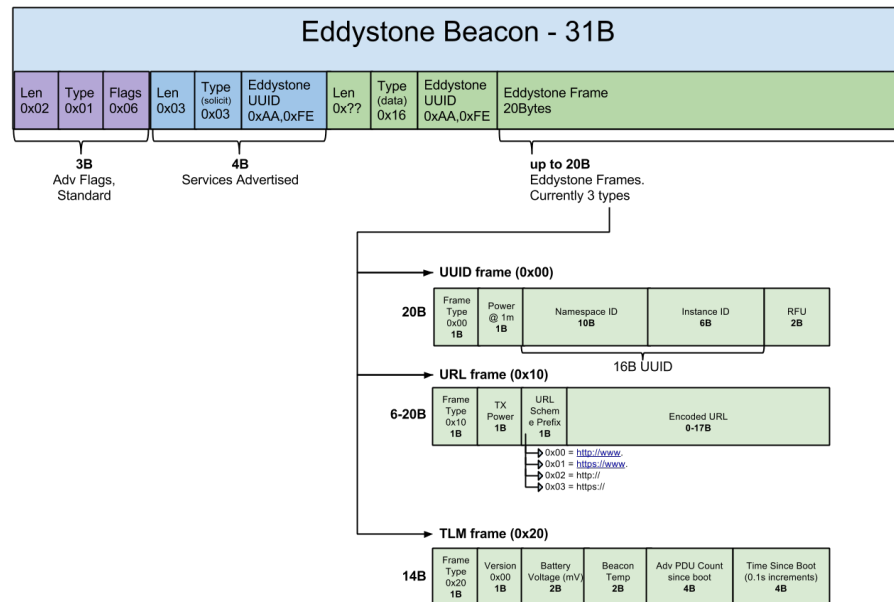 Eddystone Beacon - 31B
Len
0x02
Type
0x01
Flags
0x06
Len
0x03
Type
(solicit)
0x03
Eddystone
UUID
0xAA,0xFE
Len
0x??
Type
(data)
0x16
Eddystone
UUID
0xAA,0xFE
Eddystone Frame
20Bytes
3B
Adv Flags,
Standard
4B
Services Advertised
up to 20B
Eddystone Frames.
Currently 3 types
UUID frame (0x00)
20B
Frame
Type
0x00
1B
Power
@ 1m
1B
Namespace ID
10B
Instance ID
6B
RFU
2B
16B UUID
URL frame (0x10)
6-20B
Frame
Type
0x10
1B
TX
Power
1B
URL
Schem
e Prefix
1B
Encoded URL
0-17B
0x00 = http://www.
0x01 = https://www.
0x02 = http://
0x03 = https://
TLM frame (0x20)
14B
Frame
Type
0x20
1B
Version
0x00
1B
Battery
Voltage (mV)
2B
Beacon
Temp
2B
Adv PDU Count
since boot
4B
Time Since Boot
(0.1s increments)
4B